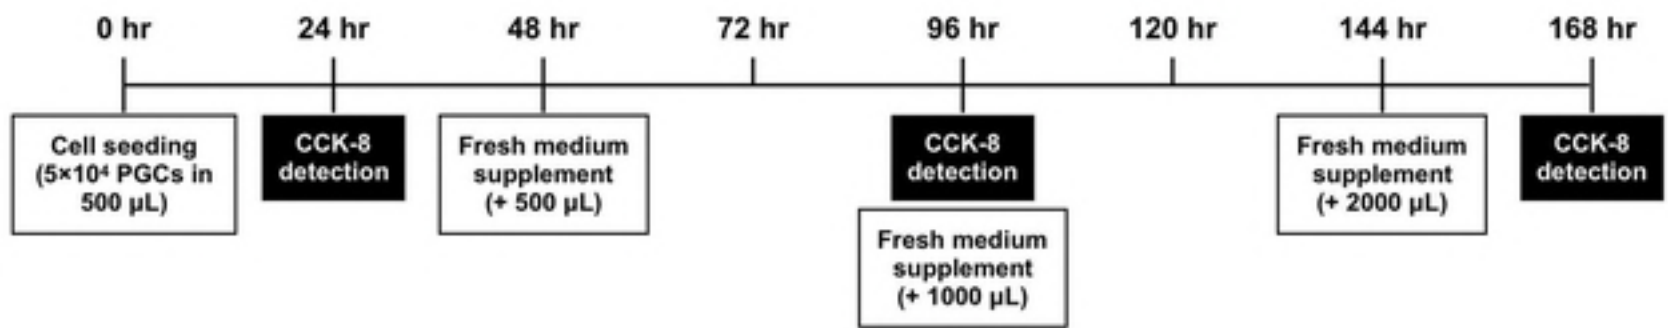 0 hr
24 hr
48 hr
72 hr
96 hr
120 hr
144 hr
168 hr
Cell seeding
(5×10⁴ PGCs in
500 µL)
CCK-8
detection
Fresh medium
supplement
(+ 500 µL)
CCK-8
detection
Fresh medium
supplement
(+ 1000 µL)
Fresh medium
supplement
(+ 2000 µL)
CCK-8
detection